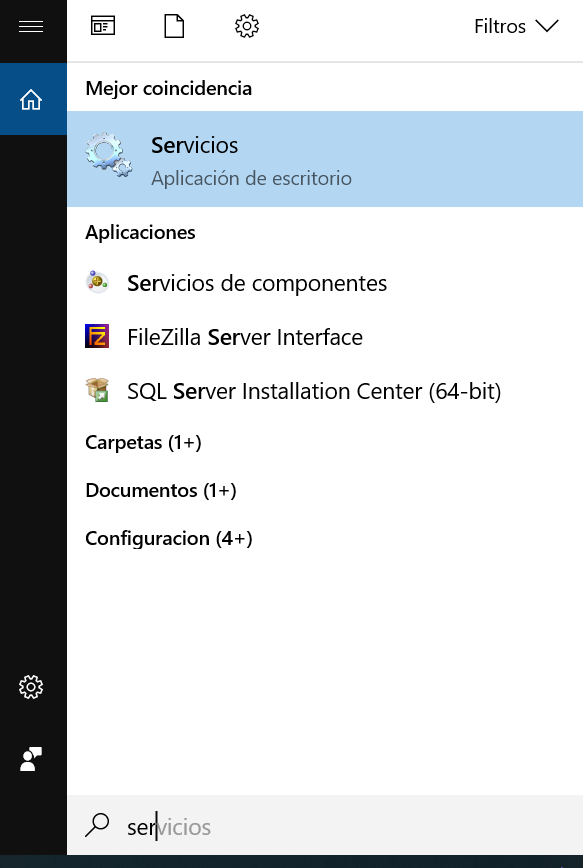 Filtros
Mejor coincidencia
Servicios
Aplicación de escritorio
Aplicaciones
Servicios de componentes
FileZilla Server Interface
SQL Server Installation Center (64-bit)
Carpetas (1+)
Documentos (1+)
Configuracion (4+)
servicios